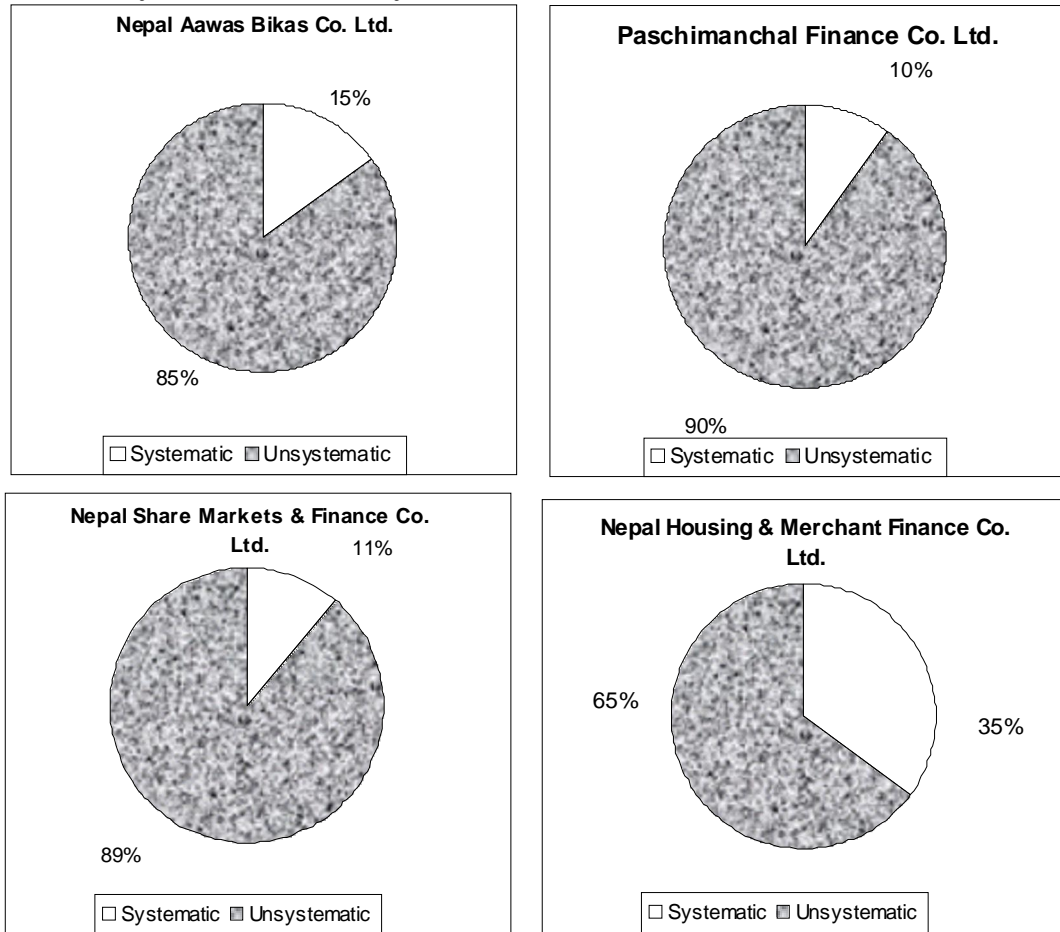 Nepal Aawas Bikas Co. Ltd.
15%
85%
Systematic Unsystematic
Paschimanchal Finance Co. Ltd.
10%
90%
Systematic Unsystematic
Nepal Share Markets & Finance Co.
Ltd.
11%
89%
Systematic Unsystematic
Nepal Housing & Merchant Finance Co.
Ltd.
65%
35%
Systematic Unsystematic